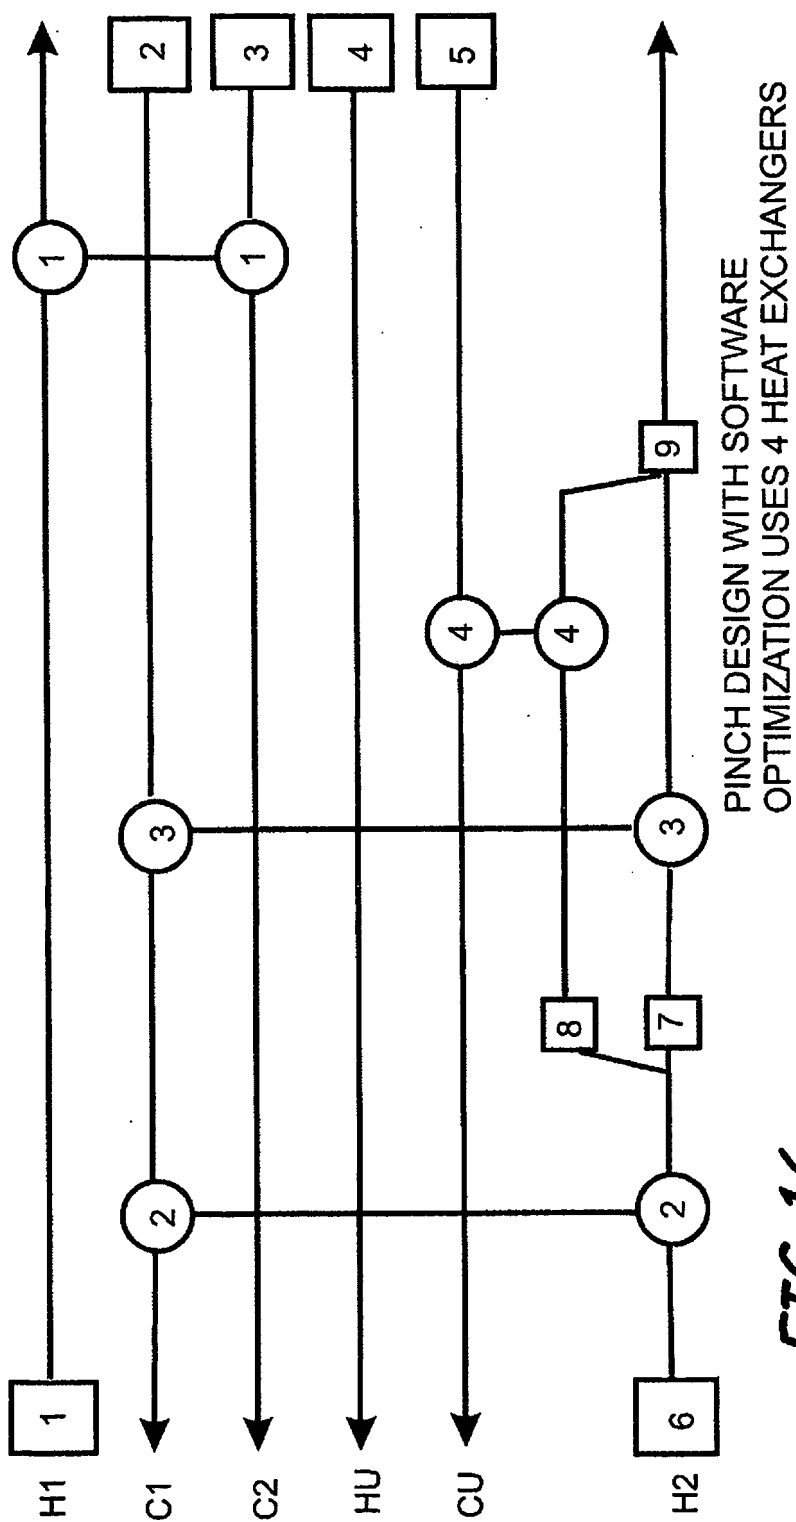 H1 1 1
C1 2 3 2
C2 1 3
HU 4
CU 4 5
8 4
H2 6 2 7 3 9
PINCH DESIGN WITH SOFTWARE
OPTIMIZATION USES 4 HEAT EXCHANGERS
FIG.